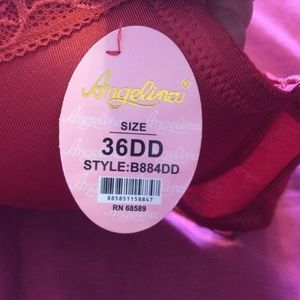 Angelina®
SIZE
36DD
STYLE:B884DD
885851158847
RN 68589